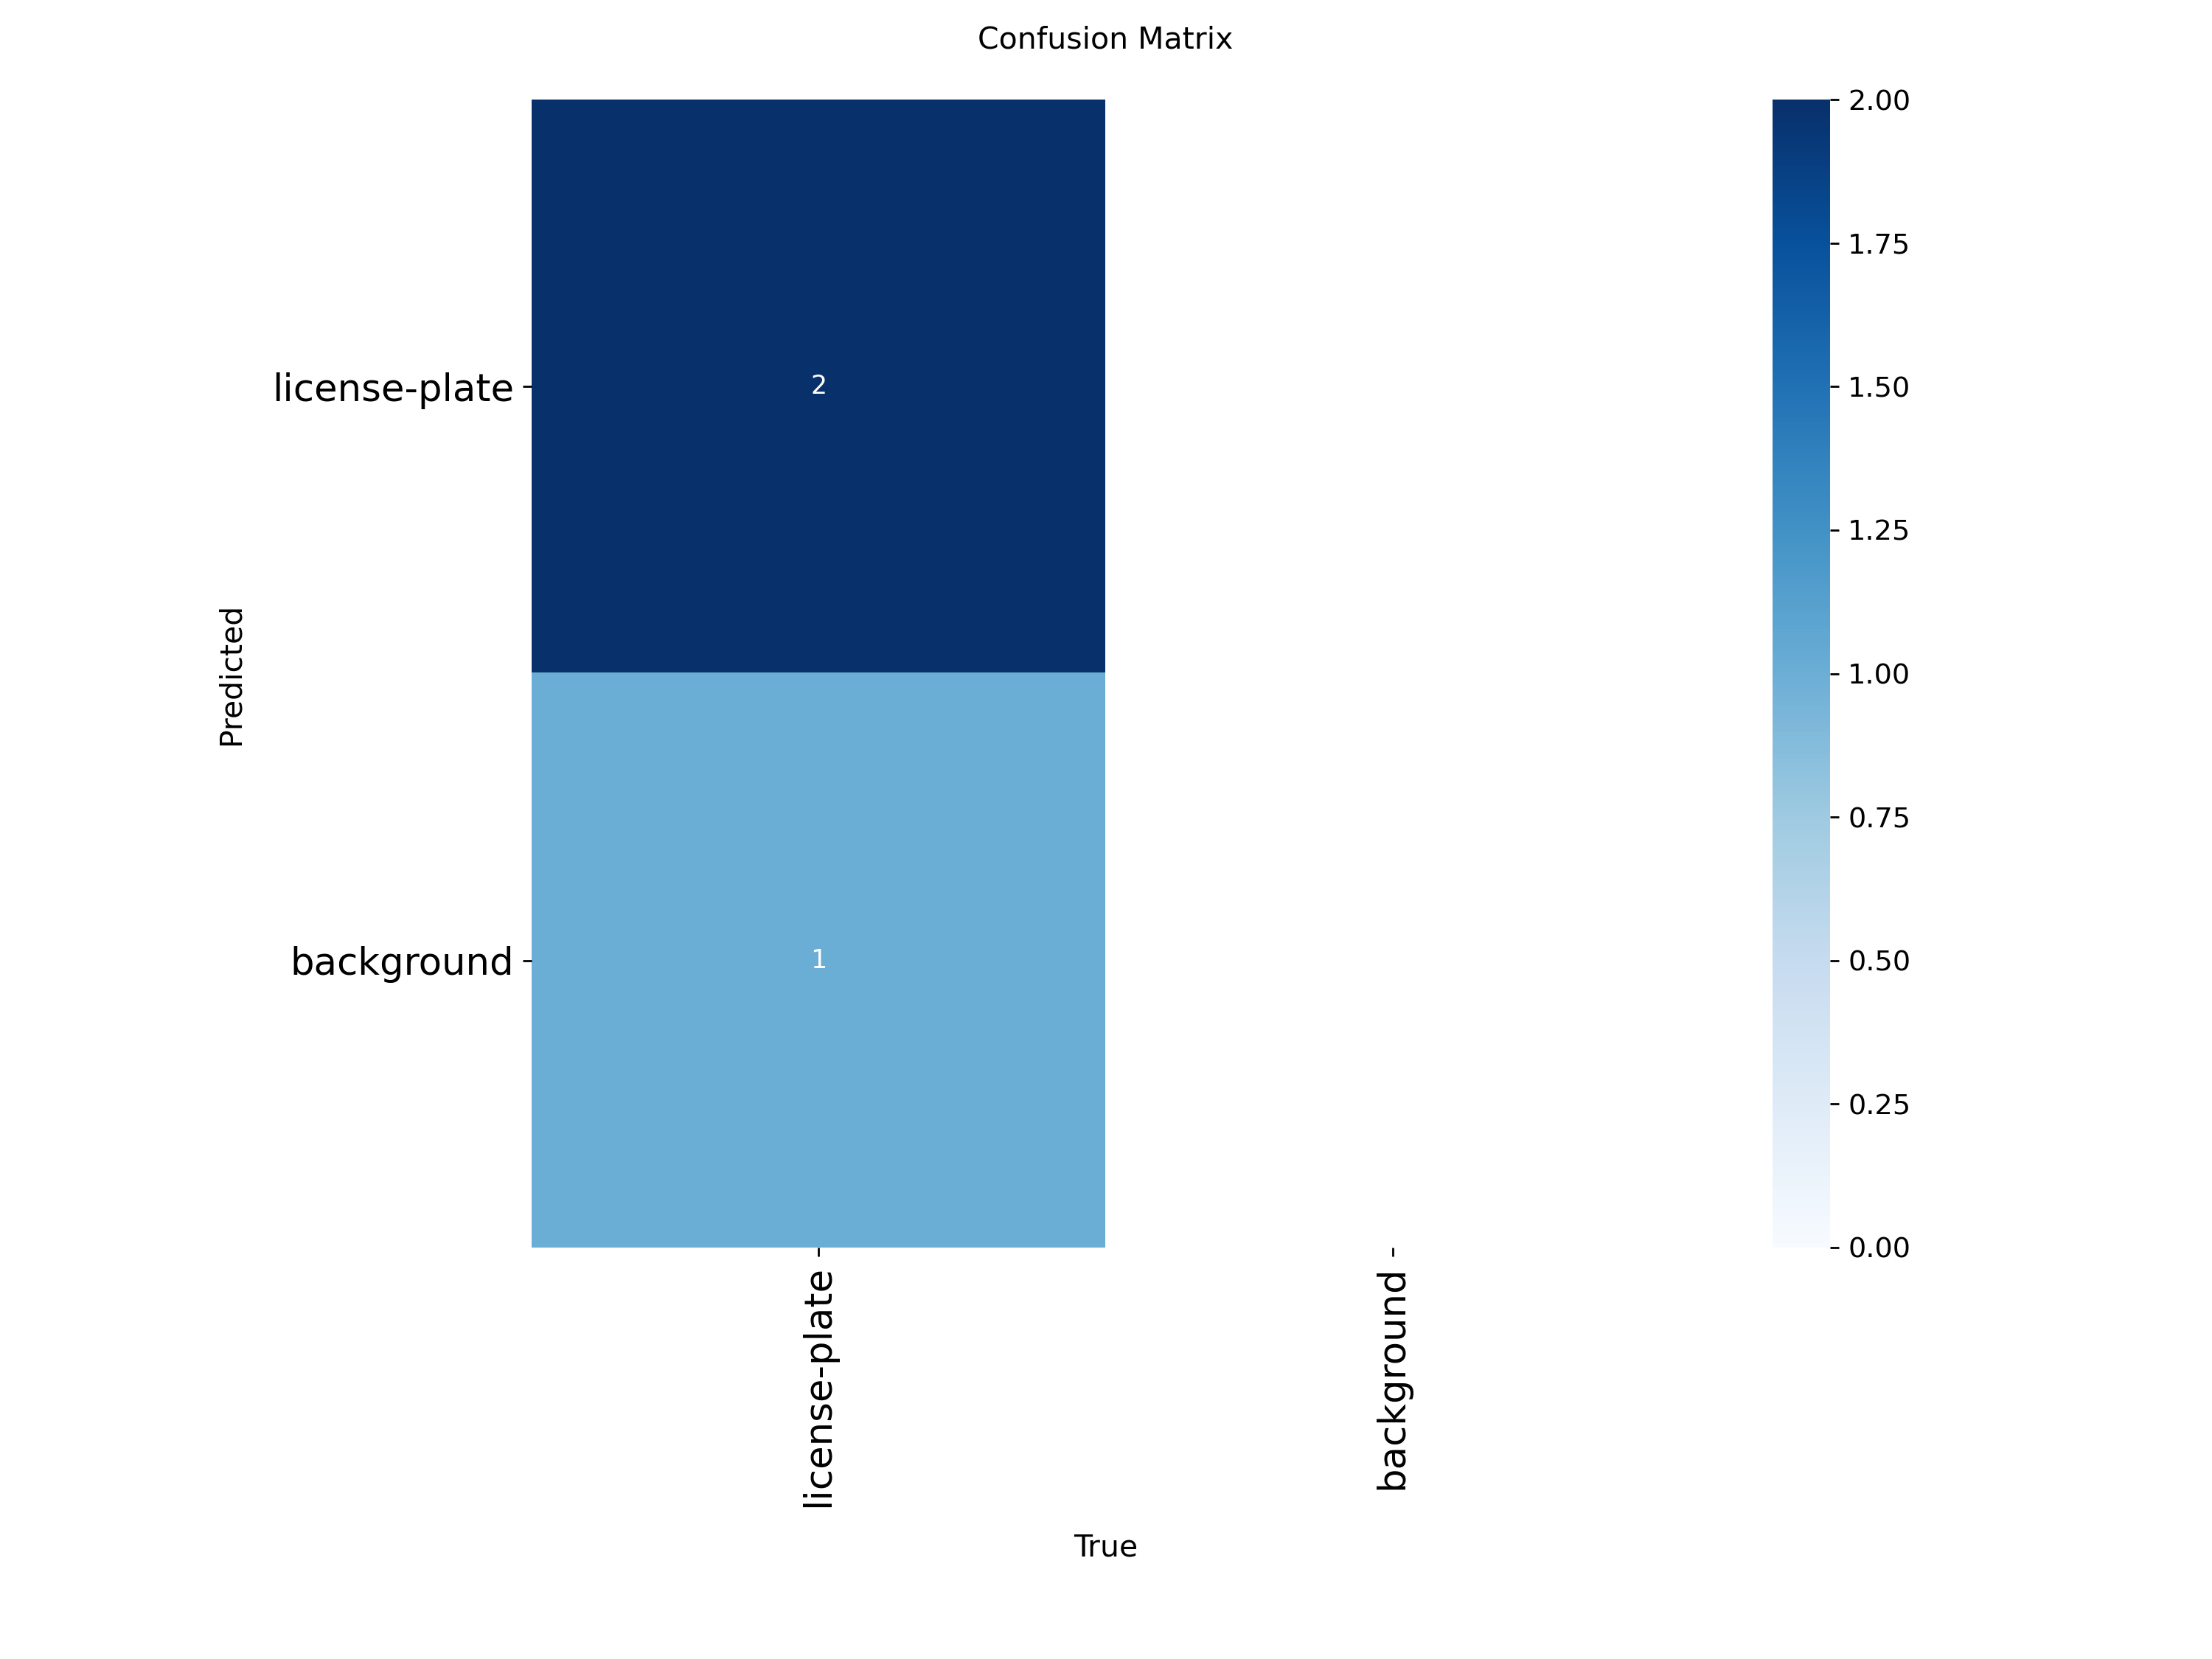 Confusion Matrix
2.00
1.75
license-plate
2
1.50
1.25
Predicted
1.00
0.75
background
1
0.50
0.25
0.00
license-plate
background
True